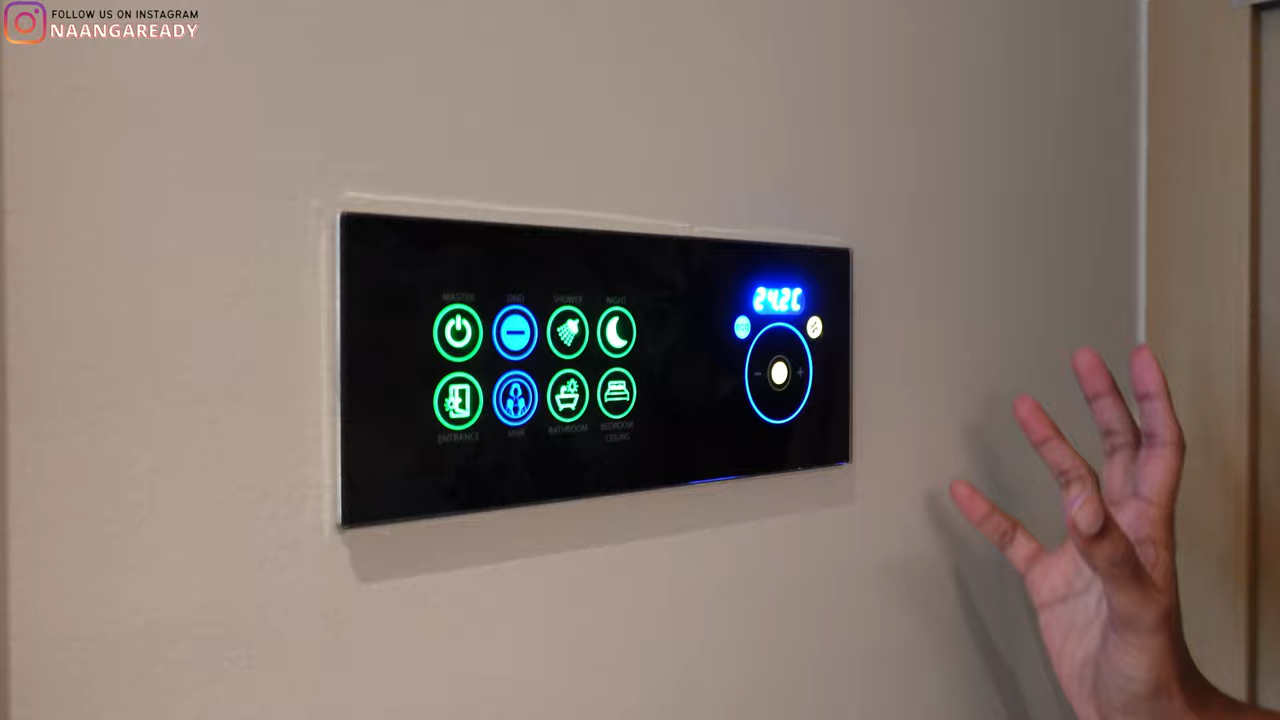 FOLLOW US ON INSTAGRAM
NAANGAREADY
MASTER DND SHOWER NIGHT
24.2C
ENTRANCE MUR BATHROOM BEDROOM
CEILING